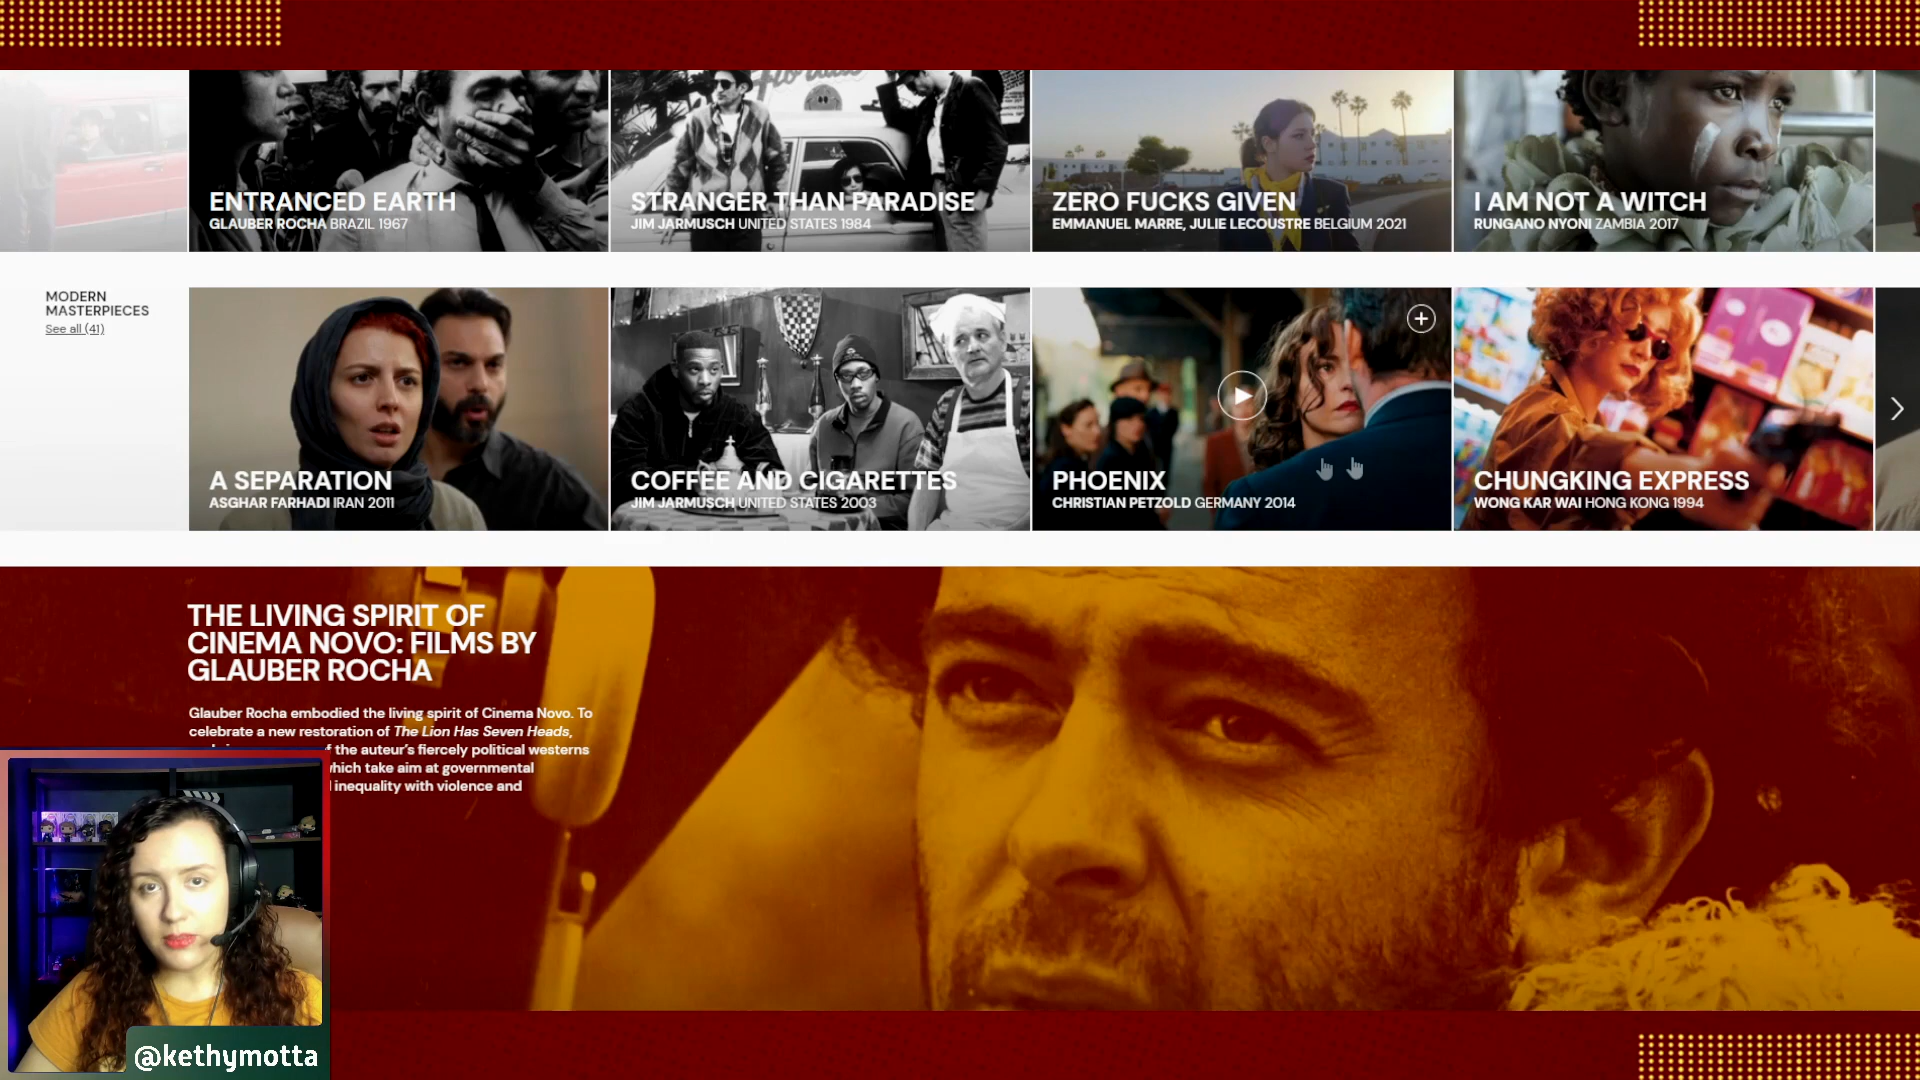 ENTRANCED EARTH
GLAUBER ROCHA BRAZIL 1967
STRANGER THAN PARADISE
JIM JARMUSCH UNITED STATES 1984
ZERO FUCKS GIVEN
EMMANUEL MARRE, JULIE LECOUSTRE BELGIUM 2021
I AM NOT A WITCH
RUNGANO NYONI ZAMBIA 2017
MODERN
MASTERPIECES
See all (41)
A SEPARATION
ASGHAR FARHADI IRAN 2011
COFFEE AND CIGARETTES
JIM JARMUSCH UNITED STATES 2003
PHOENIX
CHRISTIAN PETZOLD GERMANY 2014
CHUNGKING EXPRESS
WONG KAR WAI HONG KONG 1994
THE LIVING SPIRIT OF
CINEMA NOVO: FILMS BY
GLAUBER ROCHA
Glauber Rocha embodied the living spirit of Cinema Novo. To
celebrate a new restoration of The Lion Has Seven Heads,
the auteur's fiercely political westerns
which take aim at governmental
inequality with violence and
@kethymotta